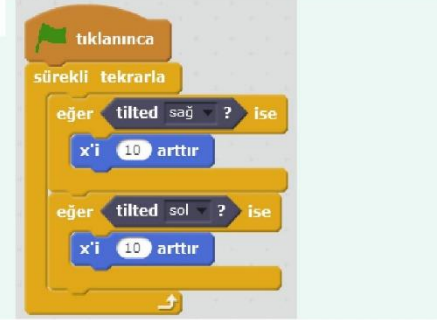 tıklanınca
sürekli tekrarla
eğer tilted sağ ? ise
x'i 10 arttır
eğer tilted sol ? ise
x'i 10 arttır